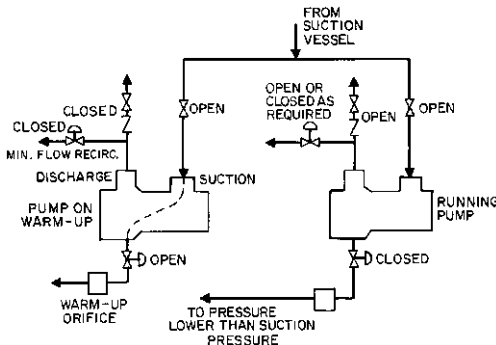 FROM
SUCTION
VESSEL
CLOSED
OPEN
OPEN OR
CLOSED AS
REQUIRED
OPEN
OPEN
CLOSED
MIN. FLOW RECIRC.
DISCHARGE
SUCTION
PUMP ON
WARM-UP
RUNNING
PUMP
OPEN
CLOSED
WARM-UP
ORIFICE
TO PRESSURE
LOWER THAN SUCTION
PRESSURE